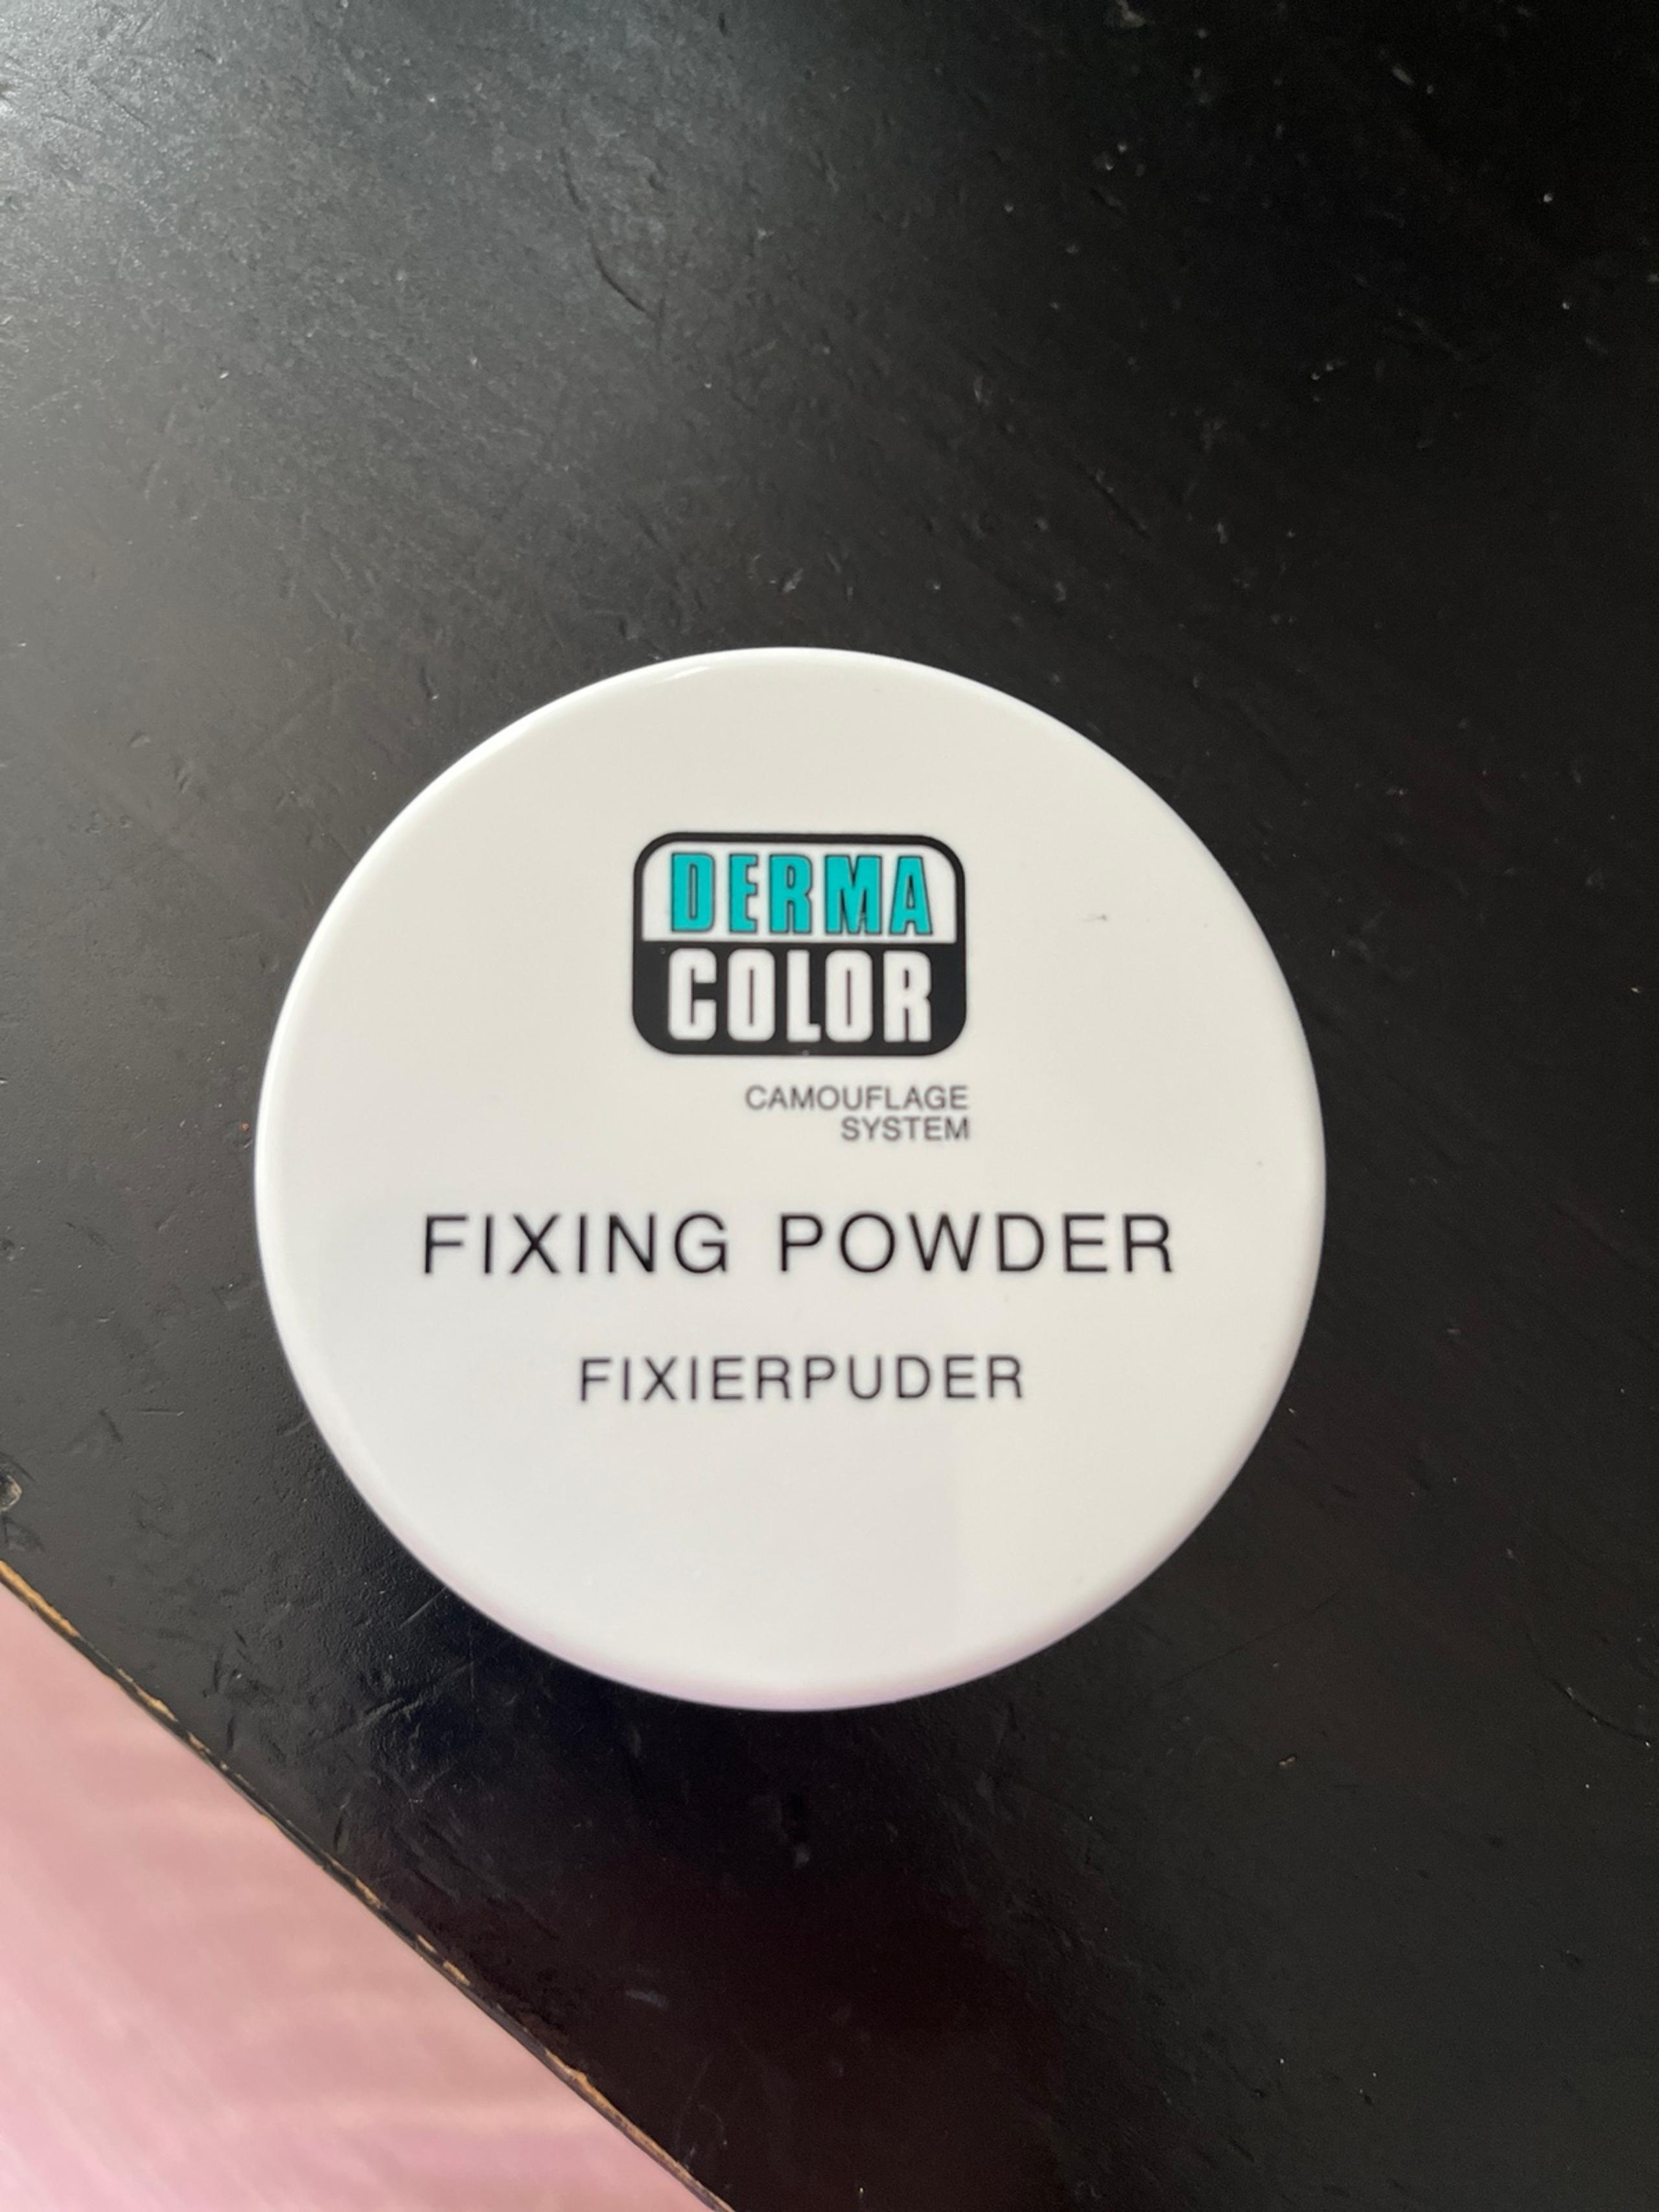 DERMA
COLOR
CAMOUFLAGE
SYSTEM
FIXING POWDER
FIXIERPUDER